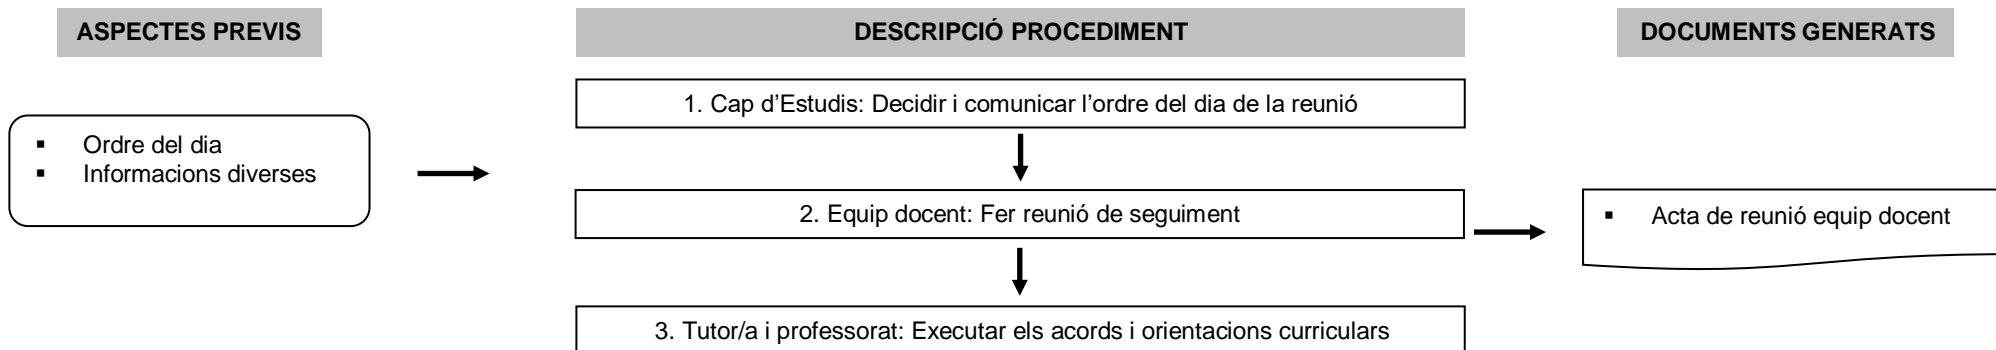 ASPECTES PREVIS
DESCRIPCIÓ PROCEDIMENT
DOCUMENTS GENERATS
▪ Ordre del dia
▪ Informacions diverses
1. Cap d’Estudis: Decidir i comunicar l’ordre del dia de la reunió
2. Equip docent: Fer reunió de seguiment
3. Tutor/a i professorat: Executar els acords i orientacions curriculars
▪ Acta de reunió equip docent